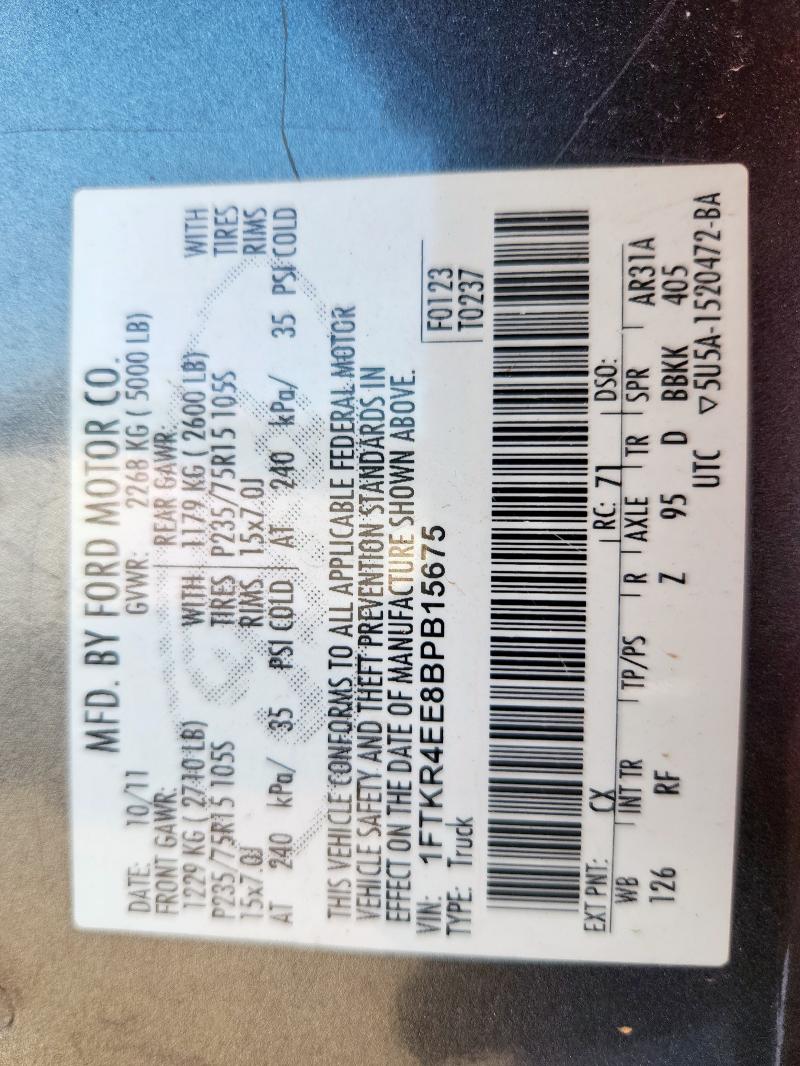 MFD. BY FORD MOTOR CO.
DATE: 10/11 GVWR: 2268 KG ( 5000 LB)
FRONT GAWR: REAR GAWR:
1229 KG ( 2710 LB) WITH 1179 KG ( 2600 LB) WITH
P235/75R15 105S TIRES P235/75R15 105S TIRES
15x7.0J RIMS 15x7.0J RIMS
AT 240 kPa/ 35 PSI COLD AT 240 kPa/ 35 PSI COLD
THIS VEHICLE CONFORMS TO ALL APPLICABLE FEDERAL MOTOR
VEHICLE SAFETY AND THEFT PREVENTION STANDARDS IN
EFFECT ON THE DATE OF MANUFACTURE SHOWN ABOVE.
VIN: 1FTKR4EE8BPB15675 F0123
TYPE: Truck T0237
EXT PNT: CX RC: 71 DSO:
WB INT TR TP/PS R AXLE TR SPR AR31A
126 RF Z 95 D BBKK 405
UTC ▽5U5A-1520472-BA